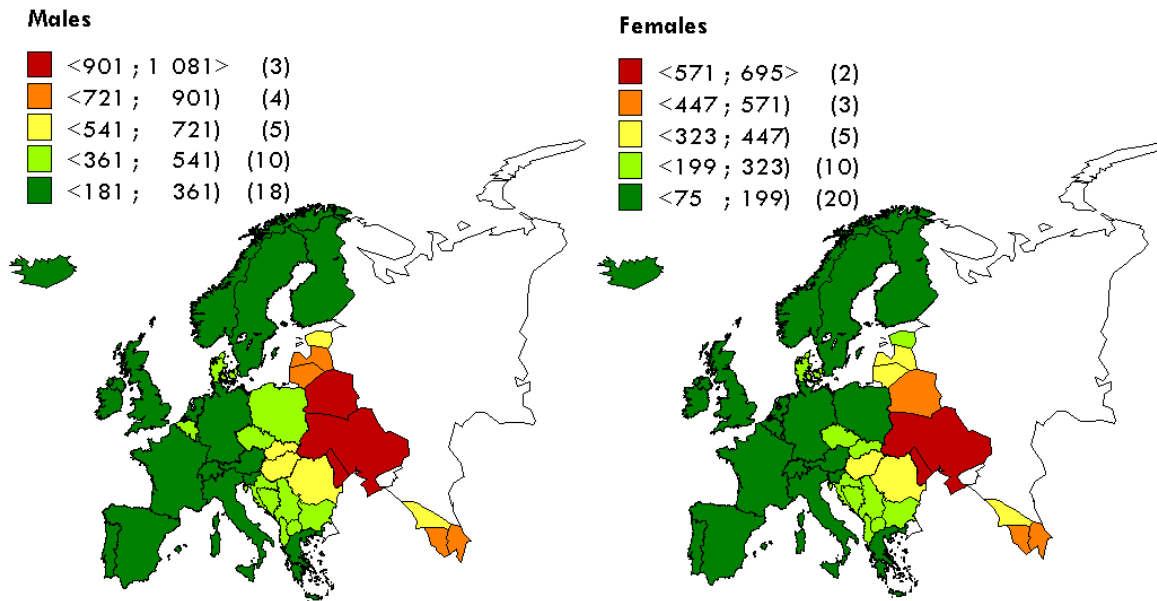 Males
<901 ; 1 081> (3)
<721 ; 901) (4)
<541 ; 721) (5)
<361 ; 541) (10)
<181 ; 361) (18)
Females
<571 ; 695> (2)
<447 ; 571) (3)
<323 ; 447) (5)
<199 ; 323) (10)
<75 ; 199) (20)